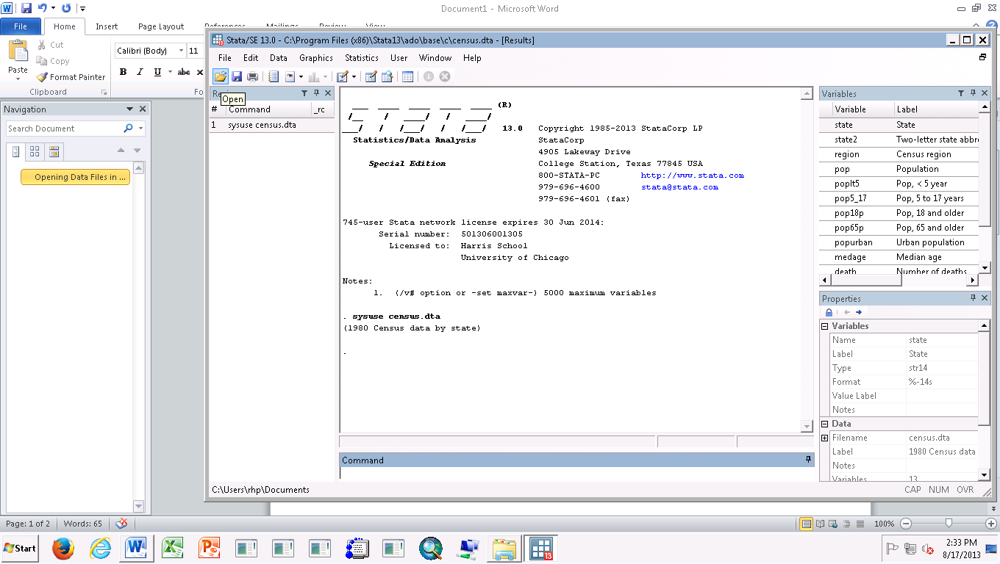 Document1 - Microsoft Word
File Home Insert Page Layout References Mailings Review View
Cut
Copy
Format Painter
Paste
Clipboard
Calibri (Body) 11
B I U abc
Navigation
Search Document
Opening Data Files in ...
Stata/SE 13.0 - C:\Program Files (x86)\Stata13\ado\base\c\census.dta - [Results]
File Edit Data Graphics Statistics User Window Help
Open
# Command _rc
1 sysuse census.dta
(R)
13.0 Copyright 1985-2013 StataCorp LP
Statistics/Data Analysis StataCorp
4905 Lakeway Drive
Special Edition College Station, Texas 77845 USA
800-STATA-PC http://www.stata.com
979-696-4600 stata@stata.com
979-696-4601 (fax)
745-user Stata network license expires 30 Jun 2014:
Serial number: 501306001305
Licensed to: Harris School
University of Chicago
Notes:
1. (/v# option or -set maxvar-) 5000 maximum variables
. sysuse census.dta
(1980 Census data by state)
.
Command
C:\Users\rhp\Documents
CAP NUM OVR
Variables
Variable Label
state State
state2 Two-letter state abbre
region Census region
pop Population
poplt5 Pop, < 5 year
pop5_17 Pop, 5 to 17 years
pop18p Pop, 18 and older
pop65p Pop, 65 and older
popurban Urban population
medage Median age
death Number of deaths
Properties
Variables
Name state
Label State
Type str14
Format %-14s
Value Label
Notes
Data
Filename census.dta
Label 1980 Census data
Notes
Variables 13
Page: 1 of 2 Words: 65
100%
Start
13
2:33 PM
8/17/2013